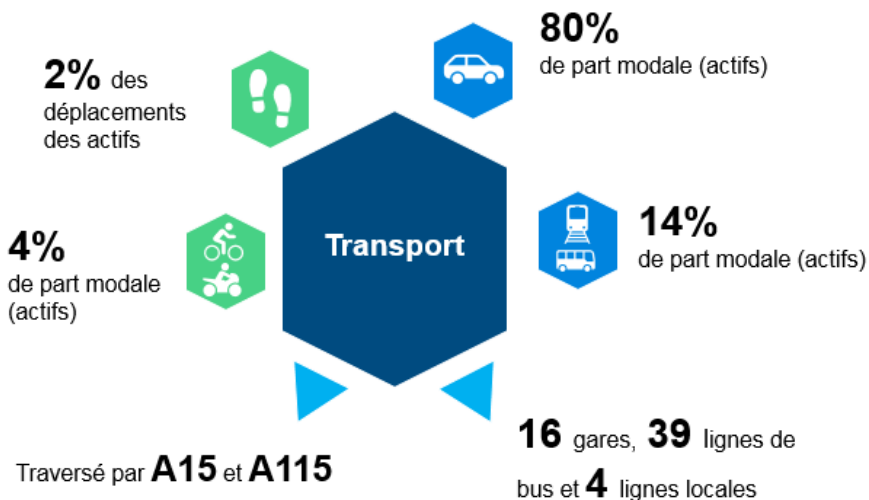 80%
de part modale (actifs)
2% des
déplacements
des actifs
Transport
14%
de part modale (actifs)
4%
de part modale
(actifs)
Traversé par A15 et A115
16 gares, 39 lignes de
bus et 4 lignes locales